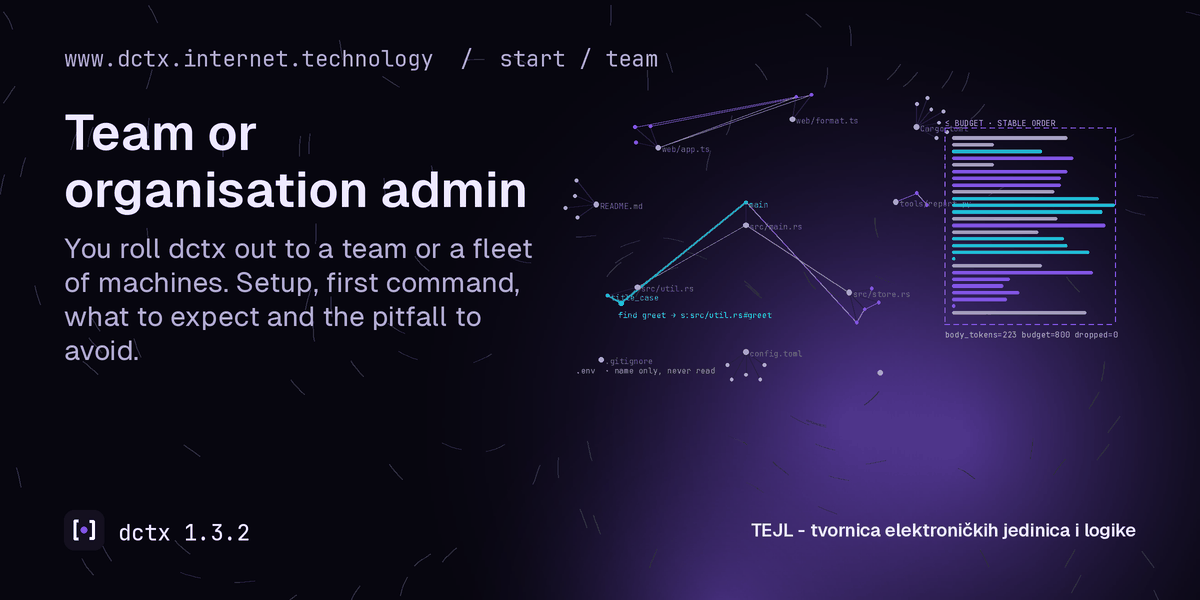 www.dctx.internet.technology / start / team
Team or
organisation admin
You roll dctx out to a team or a fleet
of machines. Setup, first command,
what to expect and the pitfall to
avoid.
web/format.ts
web/app.ts
README.md
main
src/main.rs
src/util.rs
title_case
find greet → s:src/util.rs#greet
src/store.rs
.gitignore
.env · name only, never read
config.toml
≤ BUDGET · STABLE ORDER
body_tokens=223 budget=800 dropped=0
dctx 1.3.2
TEJL - tvornica elektroničkih jedinica i logike